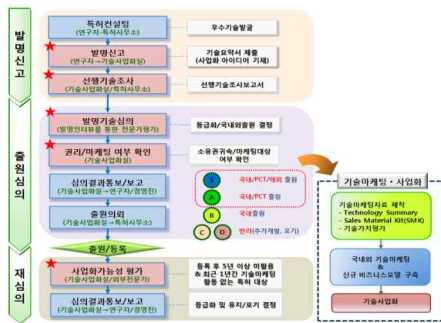 발명신고
특허컨설팅
(연구자-특허사무소)
우수기술발굴
발명신고
(연구자→기술사업화실)
기술요약서 제출
(사업화 아이디어 기재)
선행기술조사
(기술사업화실/특허사무소)
선행기술조사보고서
출원심의
발명기술심의
(발명인터뷰를 통한 전문가평가)
등급화/국내외출원 결정
권리/마케팅 여부 확인
(기술사업화실)
소유권귀속/마케팅대상
여부 확인
심의결과통보/보고
(기술사업화실→연구자/경영진)
출원의뢰
(기술사업화실→특허사무소)
S
국내/PCT/해외 출원
A
국내/PCT 출원
B
국내출원
C
D
반려(추가개발, 포기)
출원/등록
재심의
사업화가능성 평가
(기술사업화실/외부전문가)
등록 후 5년 이상 미활용
& 최근 1년간 기술마케팅
활동 없는 특허 대상
심의결과통보/보고
(기술사업화실→연구자/경영진)
등급화 및 유지/포기 결정
기술마케팅·사업화
기술마케팅자료 제작
- Technology Summary
- Sales Material Kit(SMK)
- 기술가치평가
국내외 기술마케팅
&
신규 비즈니스모델 구축
기술사업화